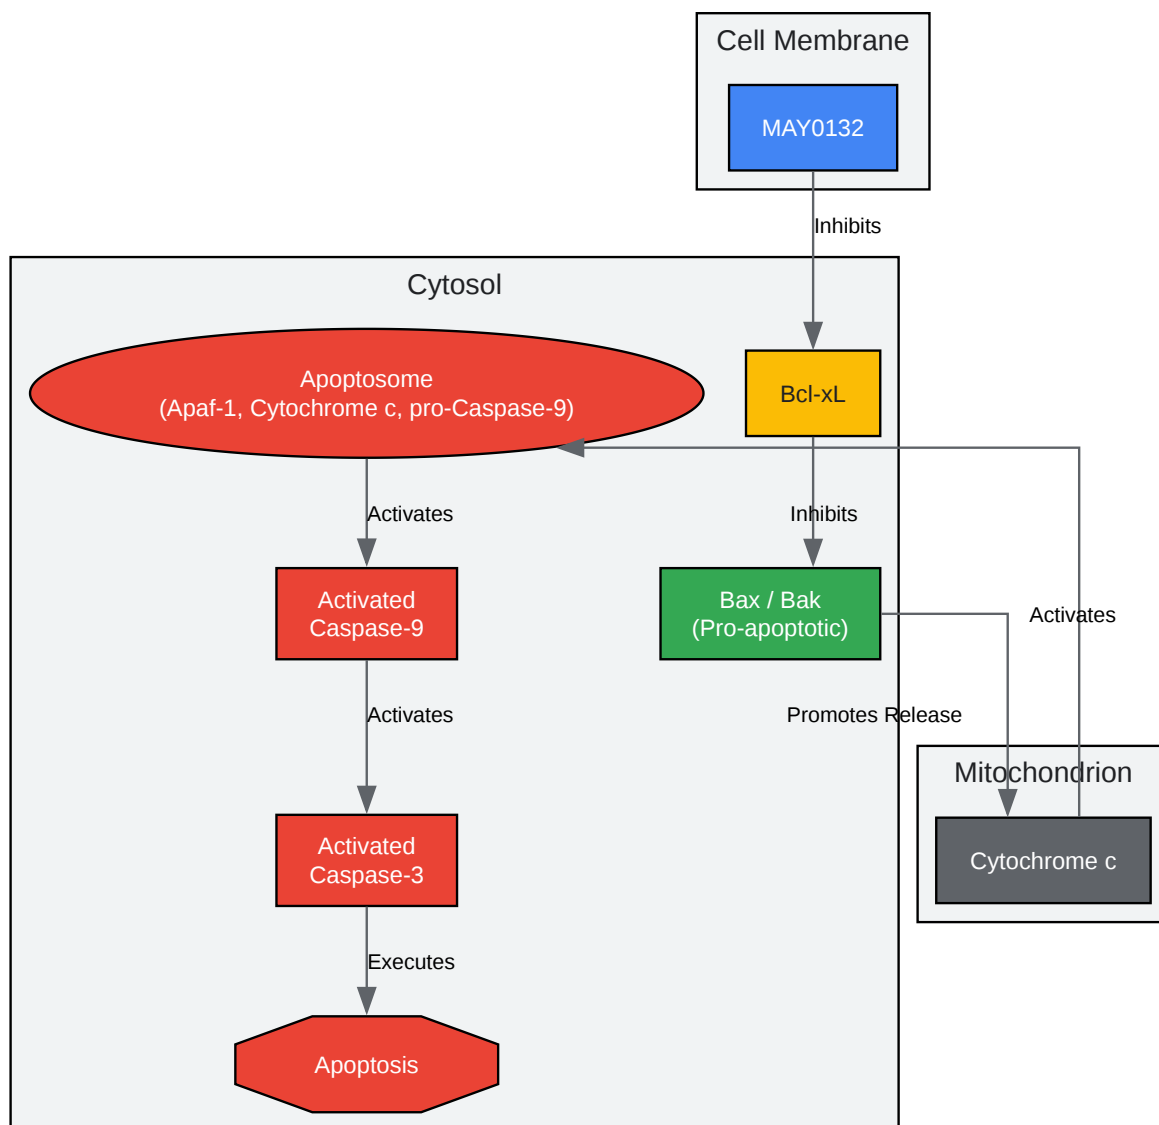 Cell Membrane
MAY0132
Inhibits
Cytosol
Apoptosome
(Apaf-1, Cytochrome c, pro-Caspase-9)
Bcl-xL
Activates
Inhibits
Activated
Caspase-9
Bax / Bak
(Pro-apoptotic)
Activates
Activates
Promotes Release
Mitochondrion
Activated
Caspase-3
Cytochrome c
Executes
Apoptosis